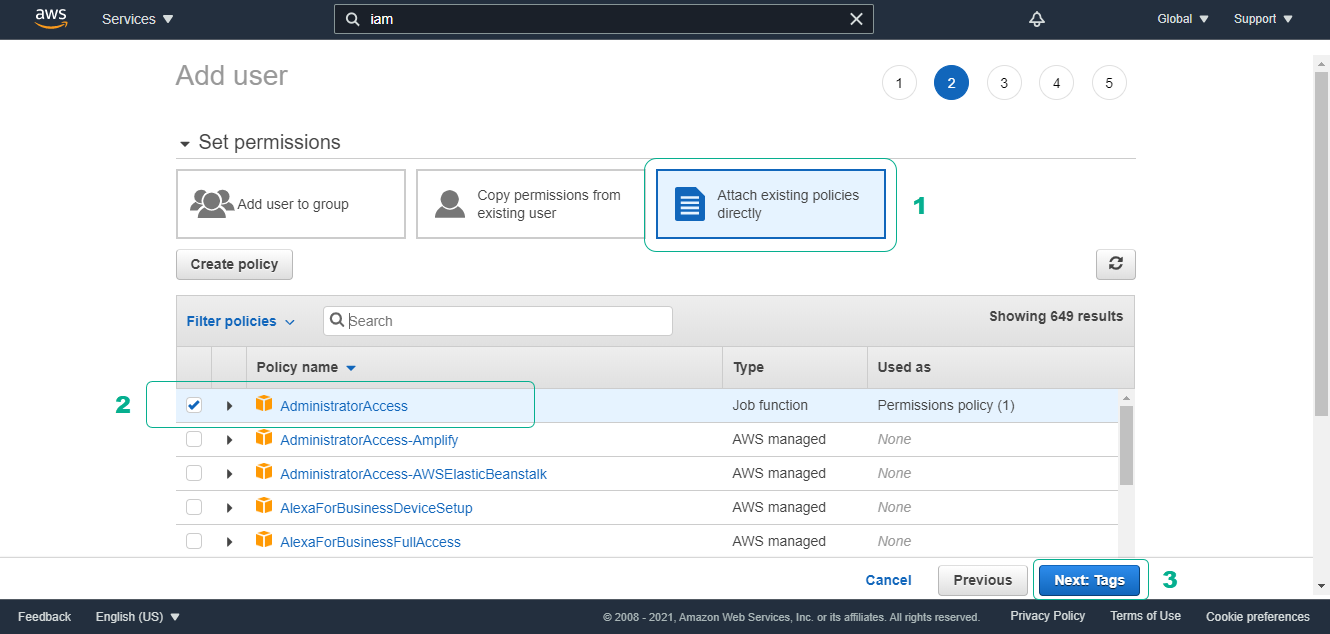 aws Services iam Global Support
Add user 1 2 3 4 5
Set permissions
Add user to group
Copy permissions from
existing user
Attach existing policies
directly
1
Create policy
Filter policies Search Showing 649 results
Policy name Type Used as
2 AdministratorAccess Job function Permissions policy (1)
AdministratorAccess-Amplify AWS managed None
AdministratorAccess-AWSElasticBeanstalk AWS managed None
AlexaForBusinessDeviceSetup AWS managed None
AlexaForBusinessFullAccess AWS managed None
Cancel Previous Next: Tags 3
Feedback English (US) © 2008 - 2021, Amazon Web Services, Inc. or its affiliates. All rights reserved. Privacy Policy Terms of Use Cookie preferences